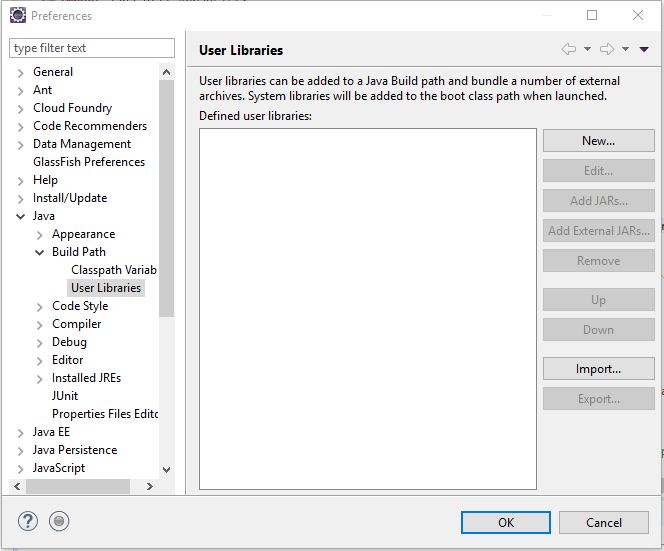 Preferences
type filter text
General
Ant
Cloud Foundry
Code Recommenders
Data Management
GlassFish Preferences
Help
Install/Update
Java
Appearance
Build Path
Classpath Variab
User Libraries
Code Style
Compiler
Debug
Editor
Installed JREs
JUnit
Properties Files Edito
Java EE
Java Persistence
JavaScript
User Libraries
User libraries can be added to a Java Build path and bundle a number of external
archives. System libraries will be added to the boot class path when launched.
Defined user libraries:
New...
Edit...
Add JARs...
Add External JARs...
Remove
Up
Down
Import...
Export...
?
OK
Cancel